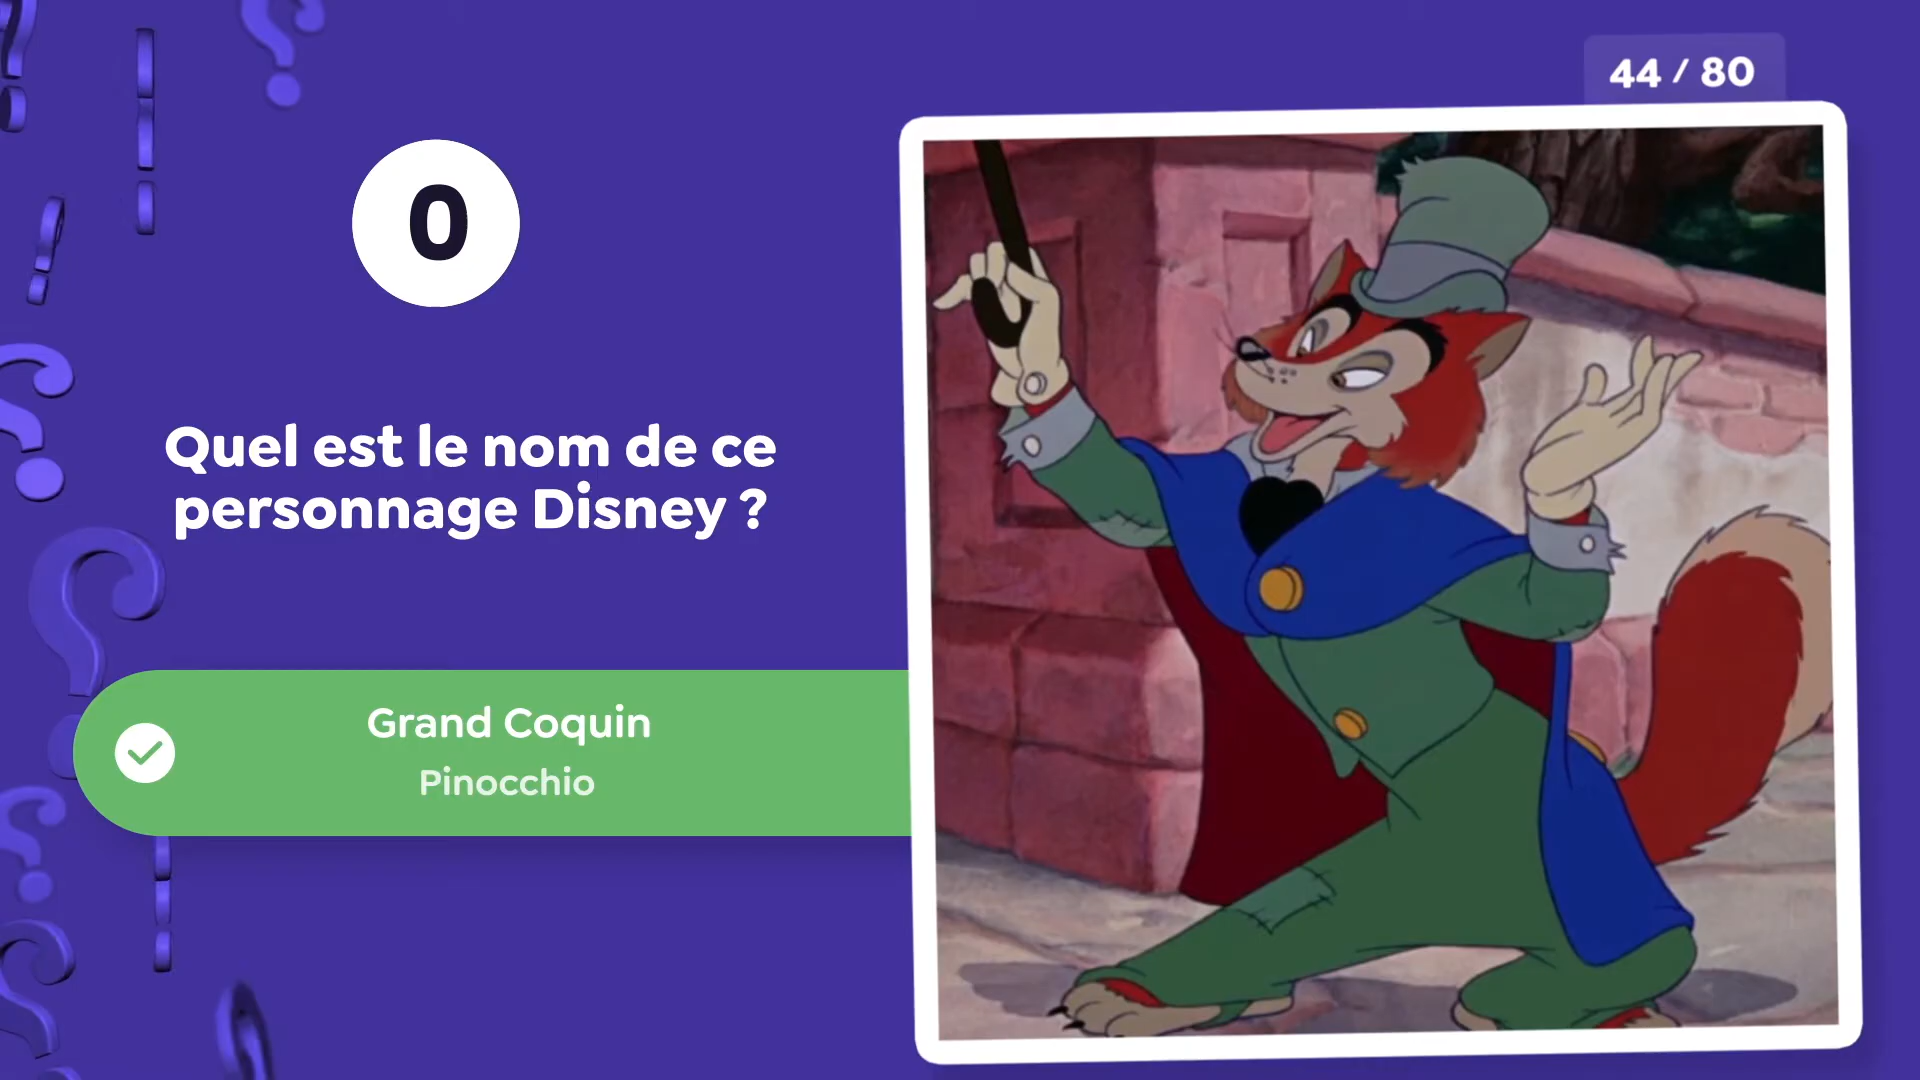 44 / 80
0
Quel est le nom de ce
personnage Disney ?
Grand Coquin
Pinocchio